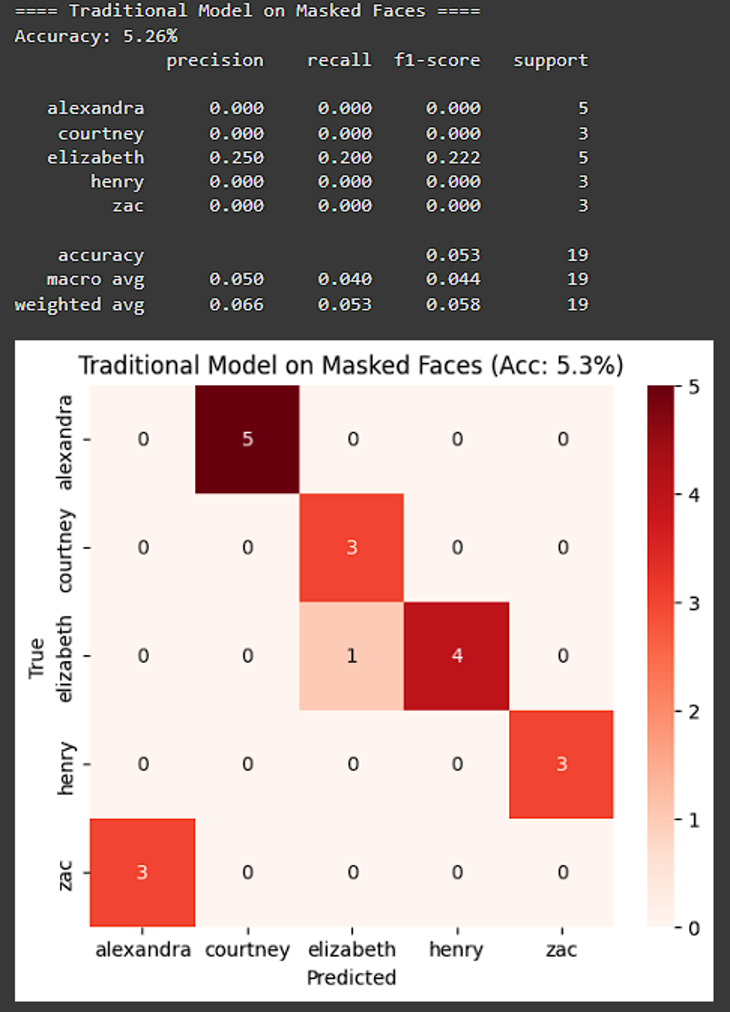 ==== Traditional Model on Masked Faces ====
Accuracy: 5.26%
precision recall f1-score support
alexandra 0.000 0.000 0.000 5
courtney 0.000 0.000 0.000 3
elizabeth 0.250 0.200 0.222 5
henry 0.000 0.000 0.000 3
zac 0.000 0.000 0.000 3
accuracy 0.053 19
macro avg 0.050 0.040 0.044 19
weighted avg 0.066 0.053 0.058 19
Traditional Model on Masked Faces (Acc: 5.3%)
True
alexandra 0 5 0 0 0
courtney 0 0 3 0 0
elizabeth 0 0 1 4 0
henry 0 0 0 0 3
zac 3 0 0 0 0
alexandra courtney elizabeth henry zac
Predicted
5
4
3
2
1
0